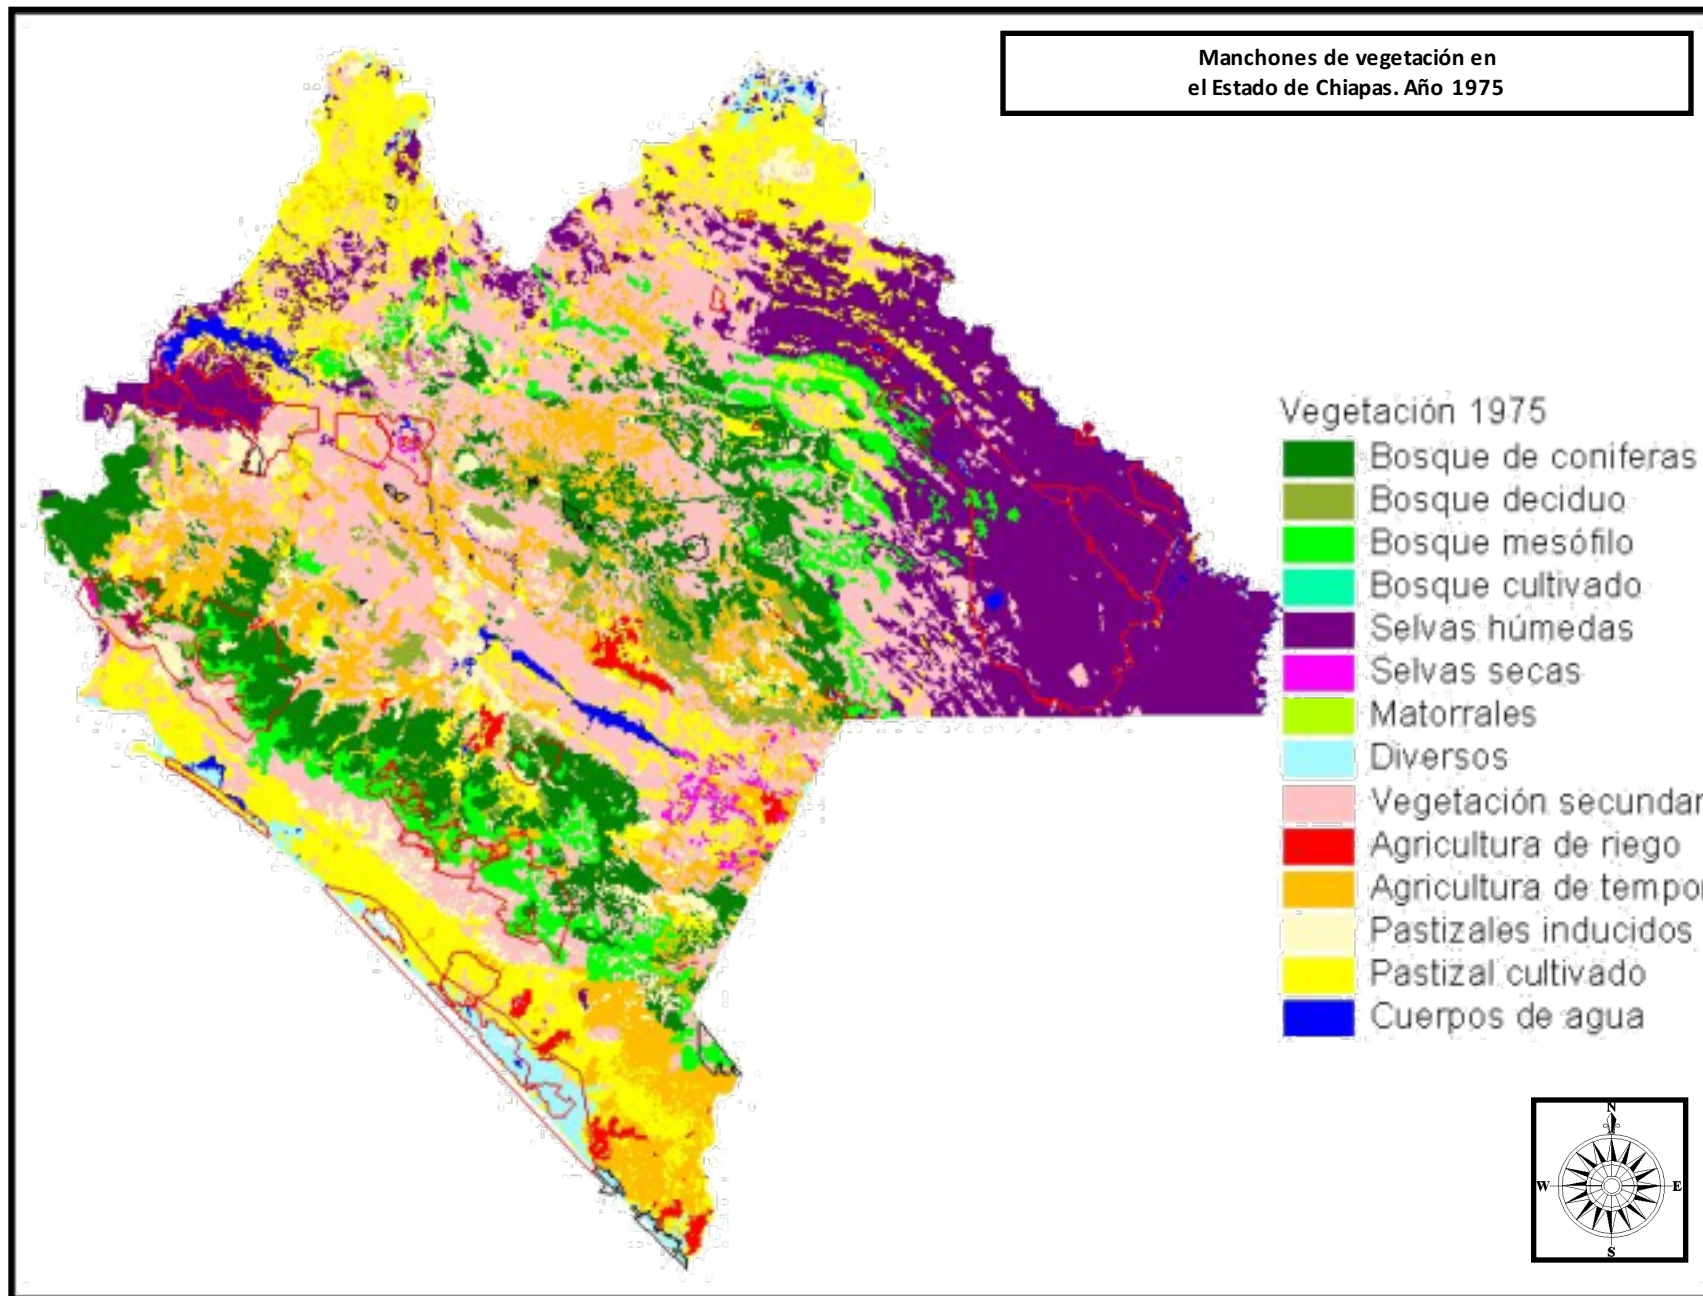 Manchones de vegetación en
el Estado de Chiapas. Año 1975
Vegetación 1975
Bosque de coníferas
Bosque deciduo
Bosque mesófilo
Bosque cultivado
Selvas húmedas
Selvas secas
Matorrales
Diversos
Vegetación secundar
Agricultura de riego
Agricultura de tempor
Pastizales inducidos
Pastizal cultivado
Cuerpos de agua
N
W E
S